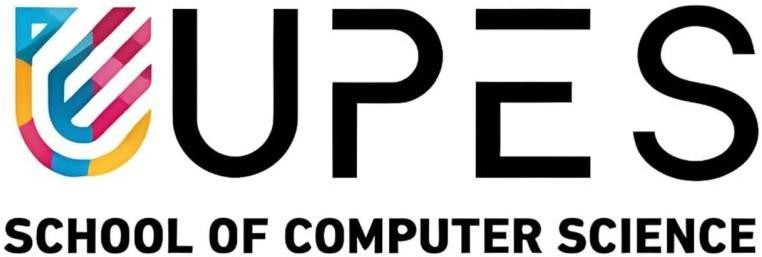 UPES
SCHOOL OF COMPUTER SCIENCE